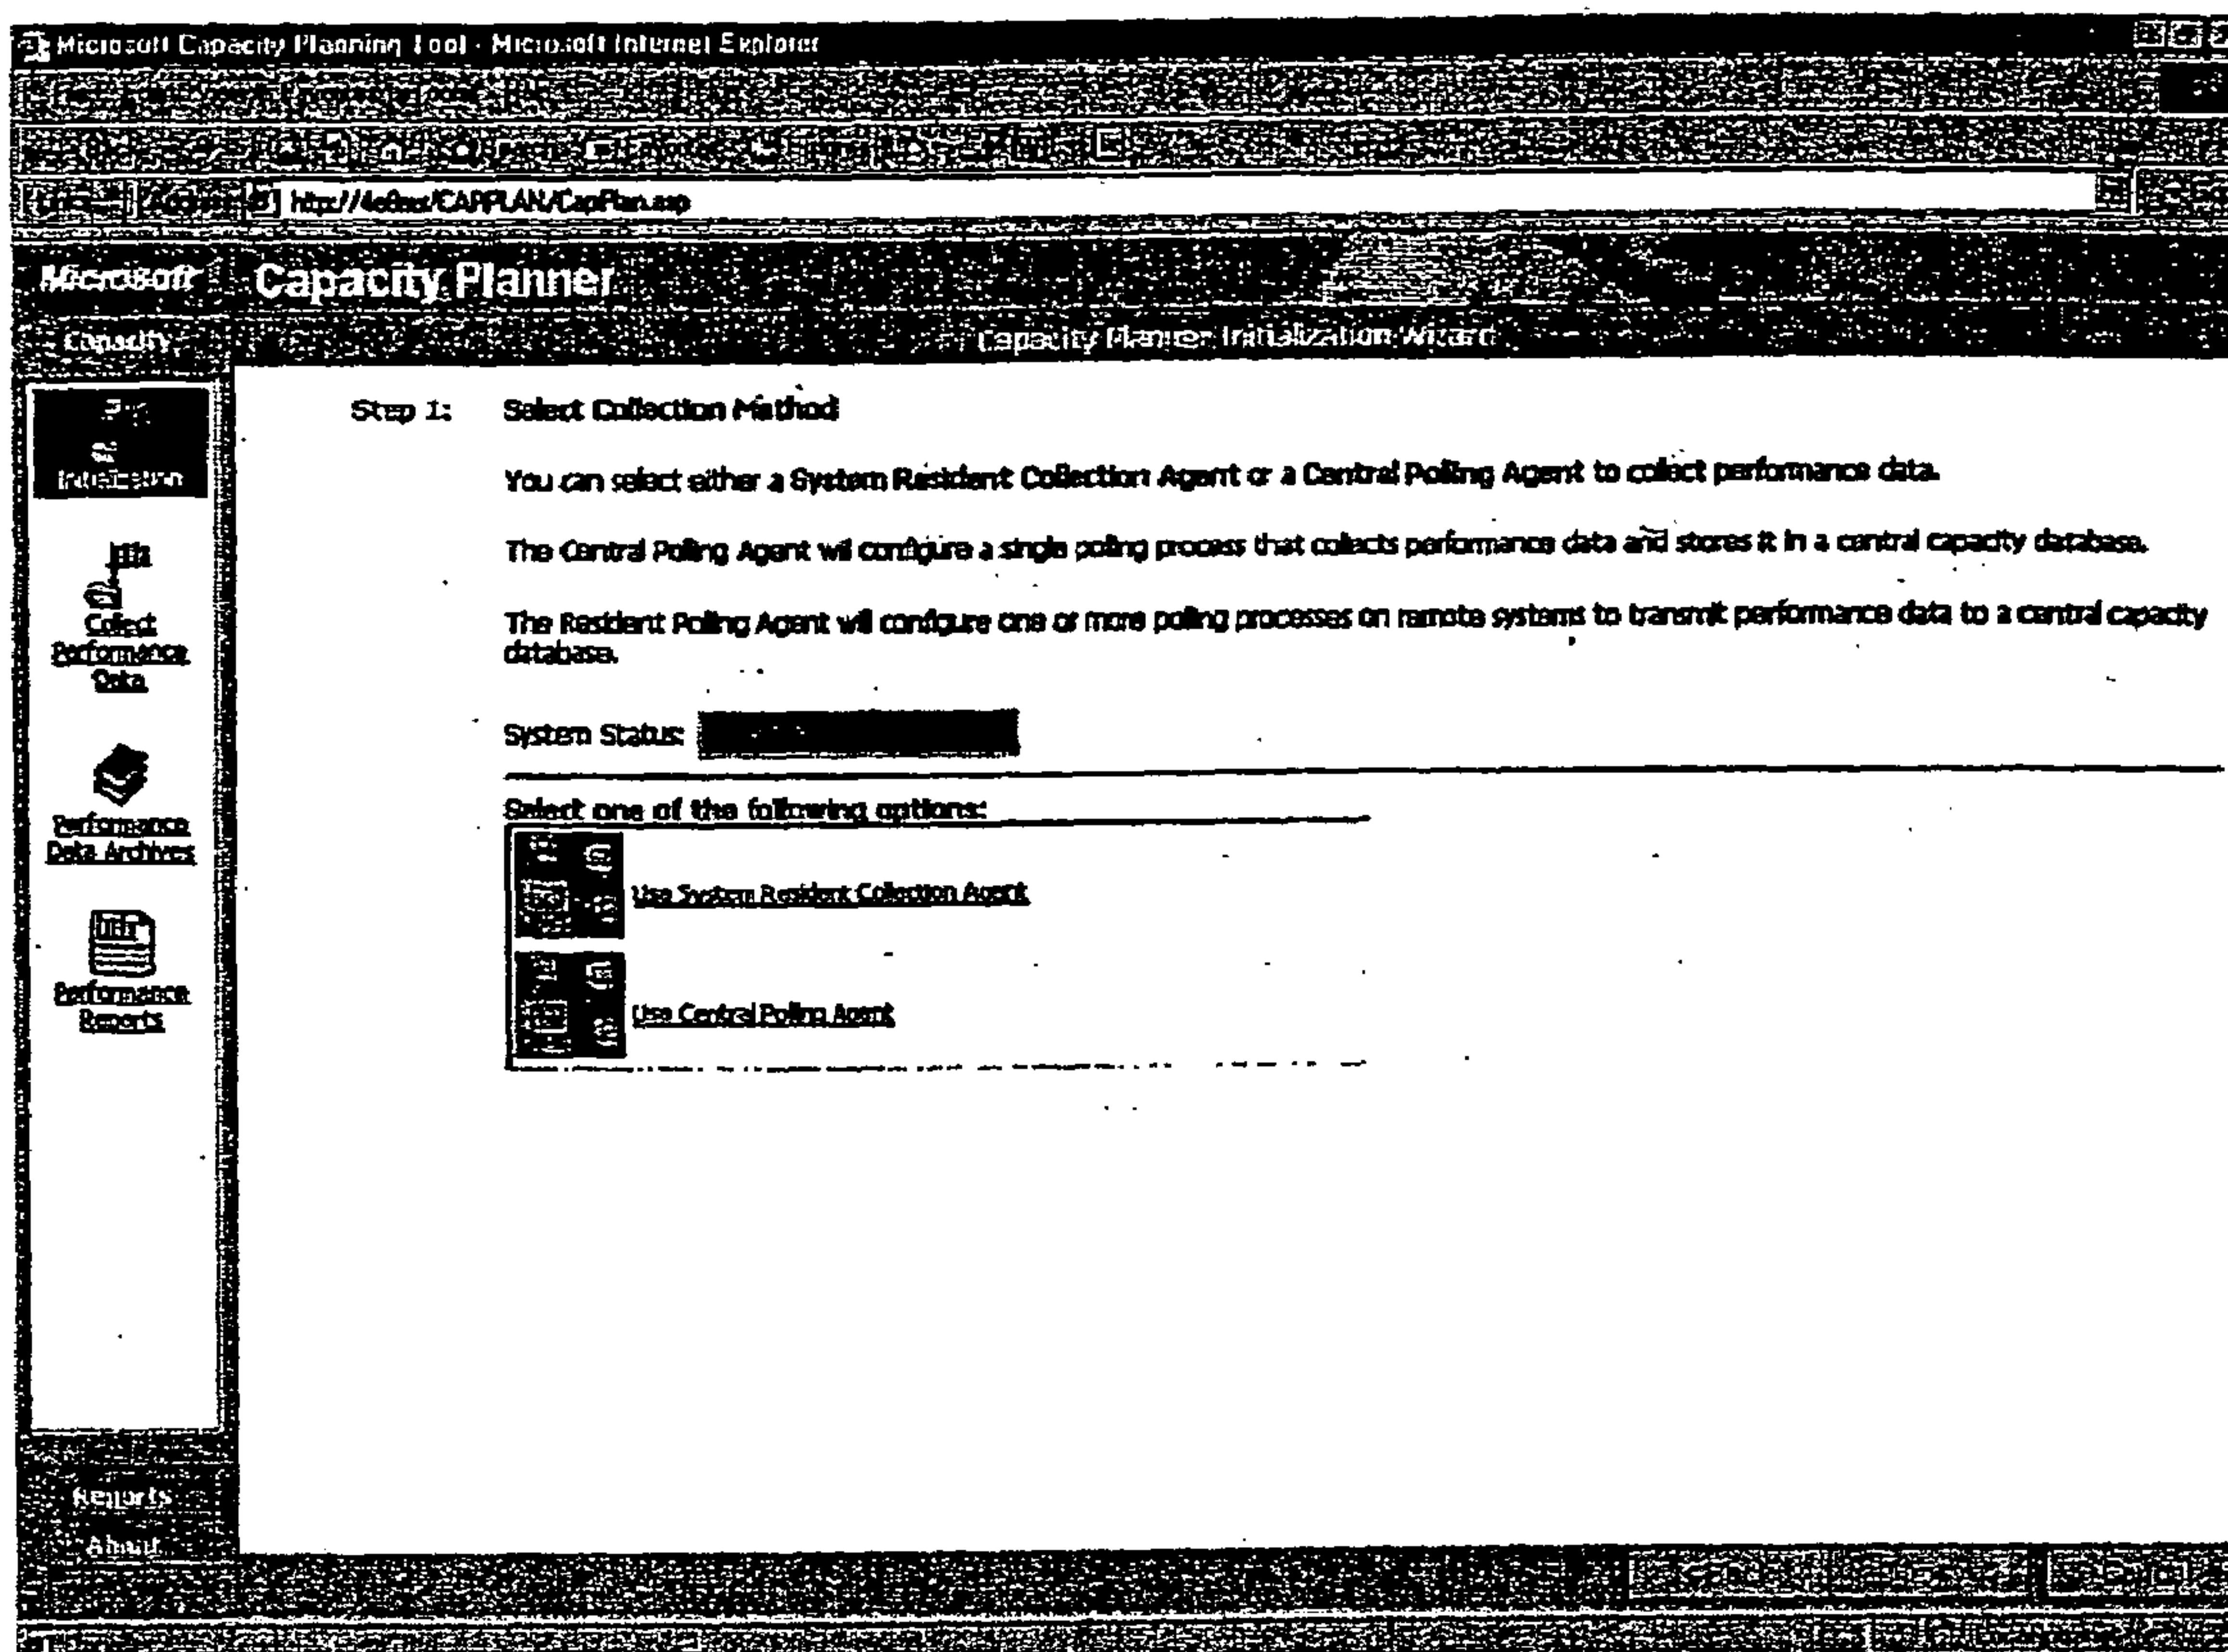 Microsoft Capacity Planning Tool - Microsoft Internet Explorer
Microsoft
Capacity Planner
Capacity
Capacity Planner Initialization Wizard
Initialization
Collect
Performance
Data
Performance
Data Archives
Performance
Reports
Reports
About
Step 1: Select Collection Method
You can select either a System Resident Collection Agent or a Central Polling Agent to collect performance data.
The Central Polling Agent will configure a single polling process that collects performance data and stores it in a central capacity database.
The Resident Polling Agent will configure one or more polling processes on remote systems to transmit performance data to a central capacity
database.
System Status:
Select one of the following options:
Use System Resident Collection Agent
Use Central Polling Agent